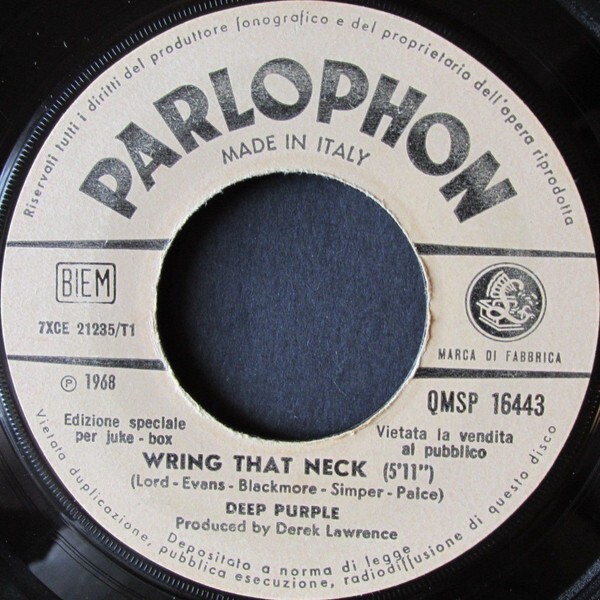 Riservati tutti i diritti del produttore fonografico e del proprietario dell'opera riprodotta
PARLOPHON
MADE IN ITALY
BIEM
7XCE 21235/T1
MARCA DI FABBRICA
℗ 1968
QMSP 16443
Edizione speciale
per juke-box
Vietata la vendita
al pubblico
WRING THAT NECK (5'11")
(Lord-Evans-Blackmore-Simper-Paice)
DEEP PURPLE
Produced by Derek Lawrence
Depositato a norma di legge
Vietata duplicazione, pubblica esecuzione, radiodiffusione di questo disco